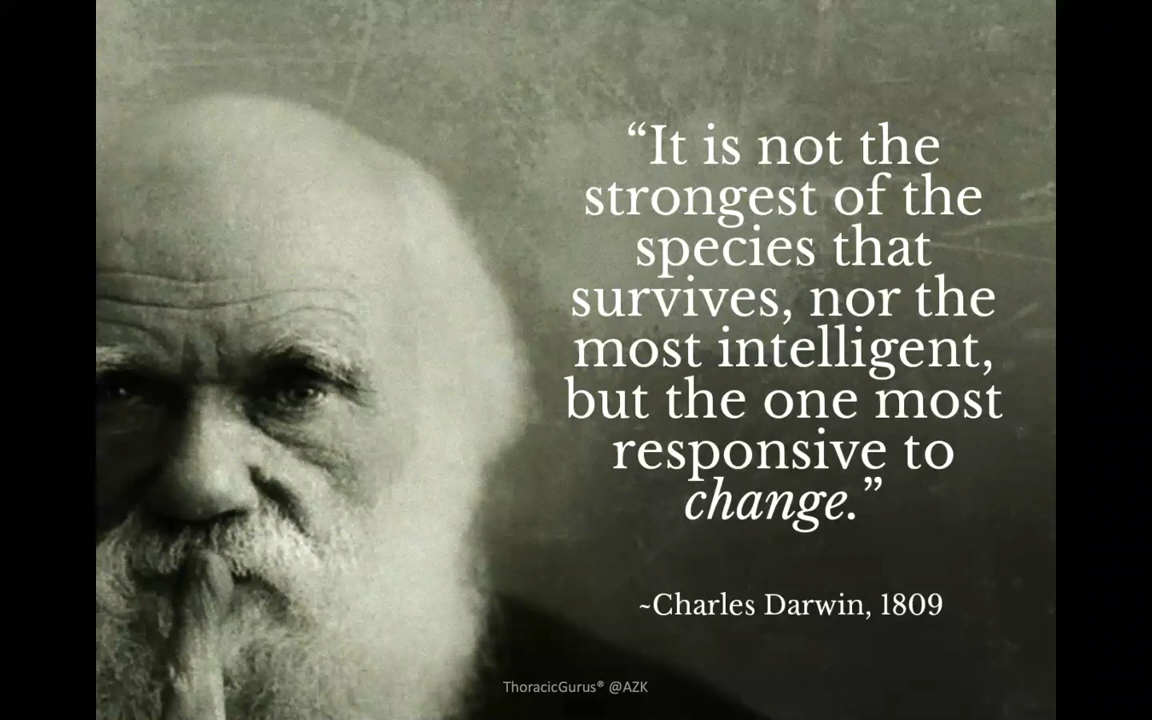 “It is not the
strongest of the
species that
survives, nor the
most intelligent,
but the one most
responsive to
change.”
~Charles Darwin, 1809
ThoracicGurus® @AZK